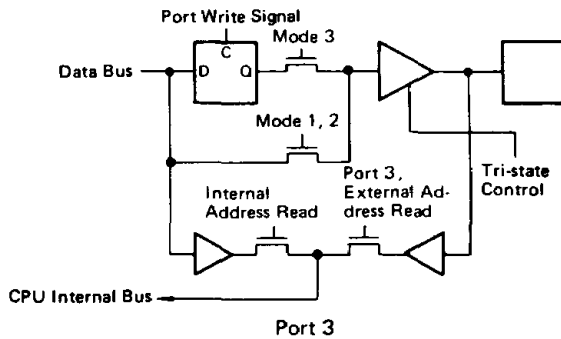 Port Write Signal
C
Mode 3
Data Bus
D
Q
Mode 1, 2
Tri-state
Control
Port 3,
External Ad-
dress Read
Internal
Address Read
CPU Internal Bus
Port 3